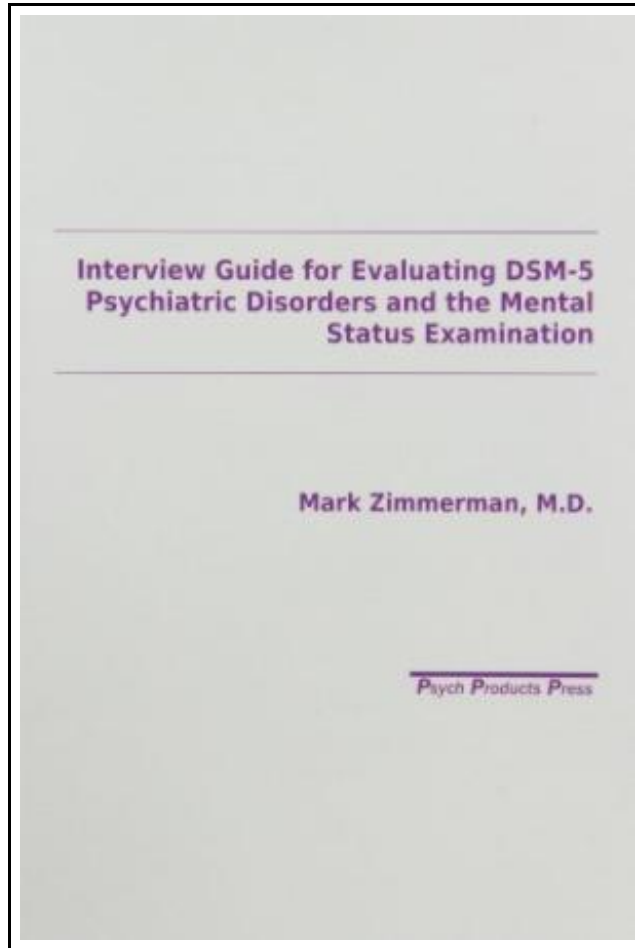 Interview Guide for Evaluating DSM-5
Psychiatric Disorders and the Mental
Status Examination
Mark Zimmerman, M.D.
Psych Products Press